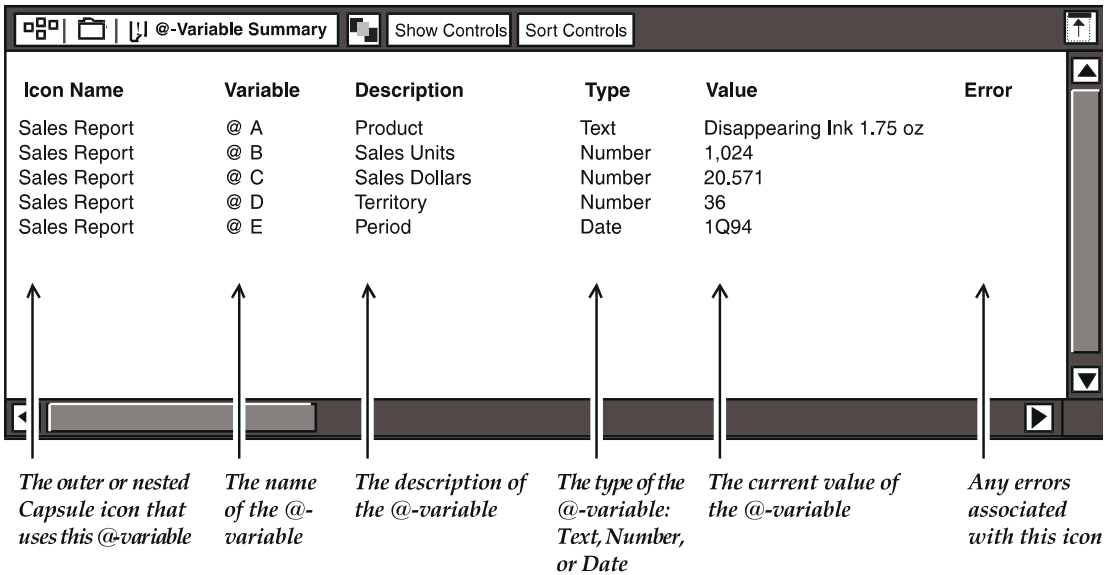 @-Variable Summary Show Controls Sort Controls
Icon Name Variable Description Type Value Error
Sales Report @ A Product Text Disappearing Ink 1.75 oz
Sales Report @ B Sales Units Number 1,024
Sales Report @ C Sales Dollars Number 20.571
Sales Report @ D Territory Number 36
Sales Report @ E Period Date 1Q94
The outer or nested
Capsule icon that
uses this @-variable
The name
of the @-
variable
The description of
the @-variable
The type of the
@-variable:
Text, Number,
or Date
The current value of
the @-variable
Any errors
associated
with this icon